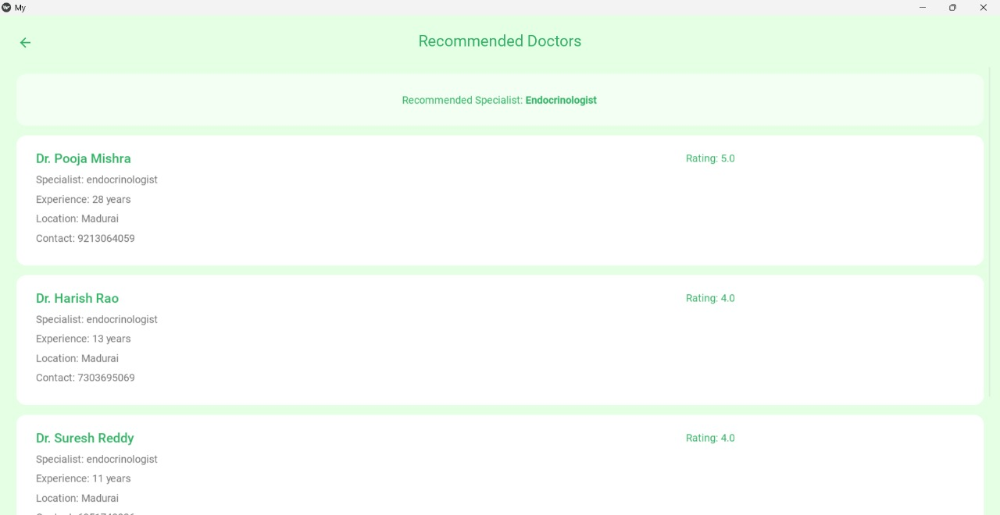 My
Recommended Doctors
Recommended Specialist: Endocrinologist
Dr. Pooja Mishra
Rating: 5.0
Specialist: endocrinologist
Experience: 28 years
Location: Madurai
Contact: 9213064059
Dr. Harish Rao
Rating: 4.0
Specialist: endocrinologist
Experience: 13 years
Location: Madurai
Contact: 7303695069
Dr. Suresh Reddy
Rating: 4.0
Specialist: endocrinologist
Experience: 11 years
Location: Madurai